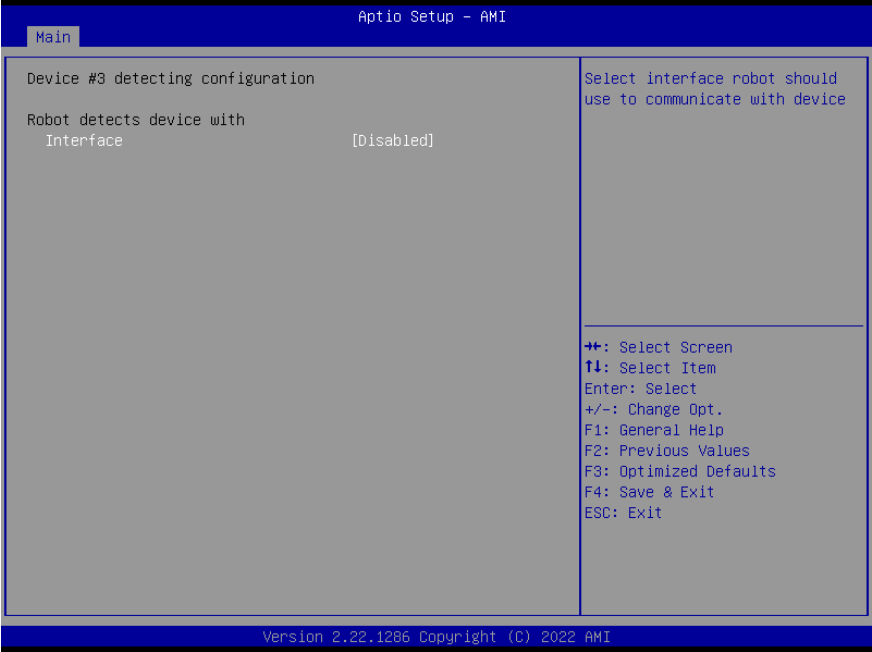 Aptio Setup – AMI
Main
Device #3 detecting configuration
Robot detects device with
Interface [Disabled]
Select interface robot should
use to communicate with device
→←: Select Screen
↑↓: Select Item
Enter: Select
+/-: Change Opt.
F1: General Help
F2: Previous Values
F3: Optimized Defaults
F4: Save & Exit
ESC: Exit
Version 2.22.1286 Copyright (C) 2022 AMI